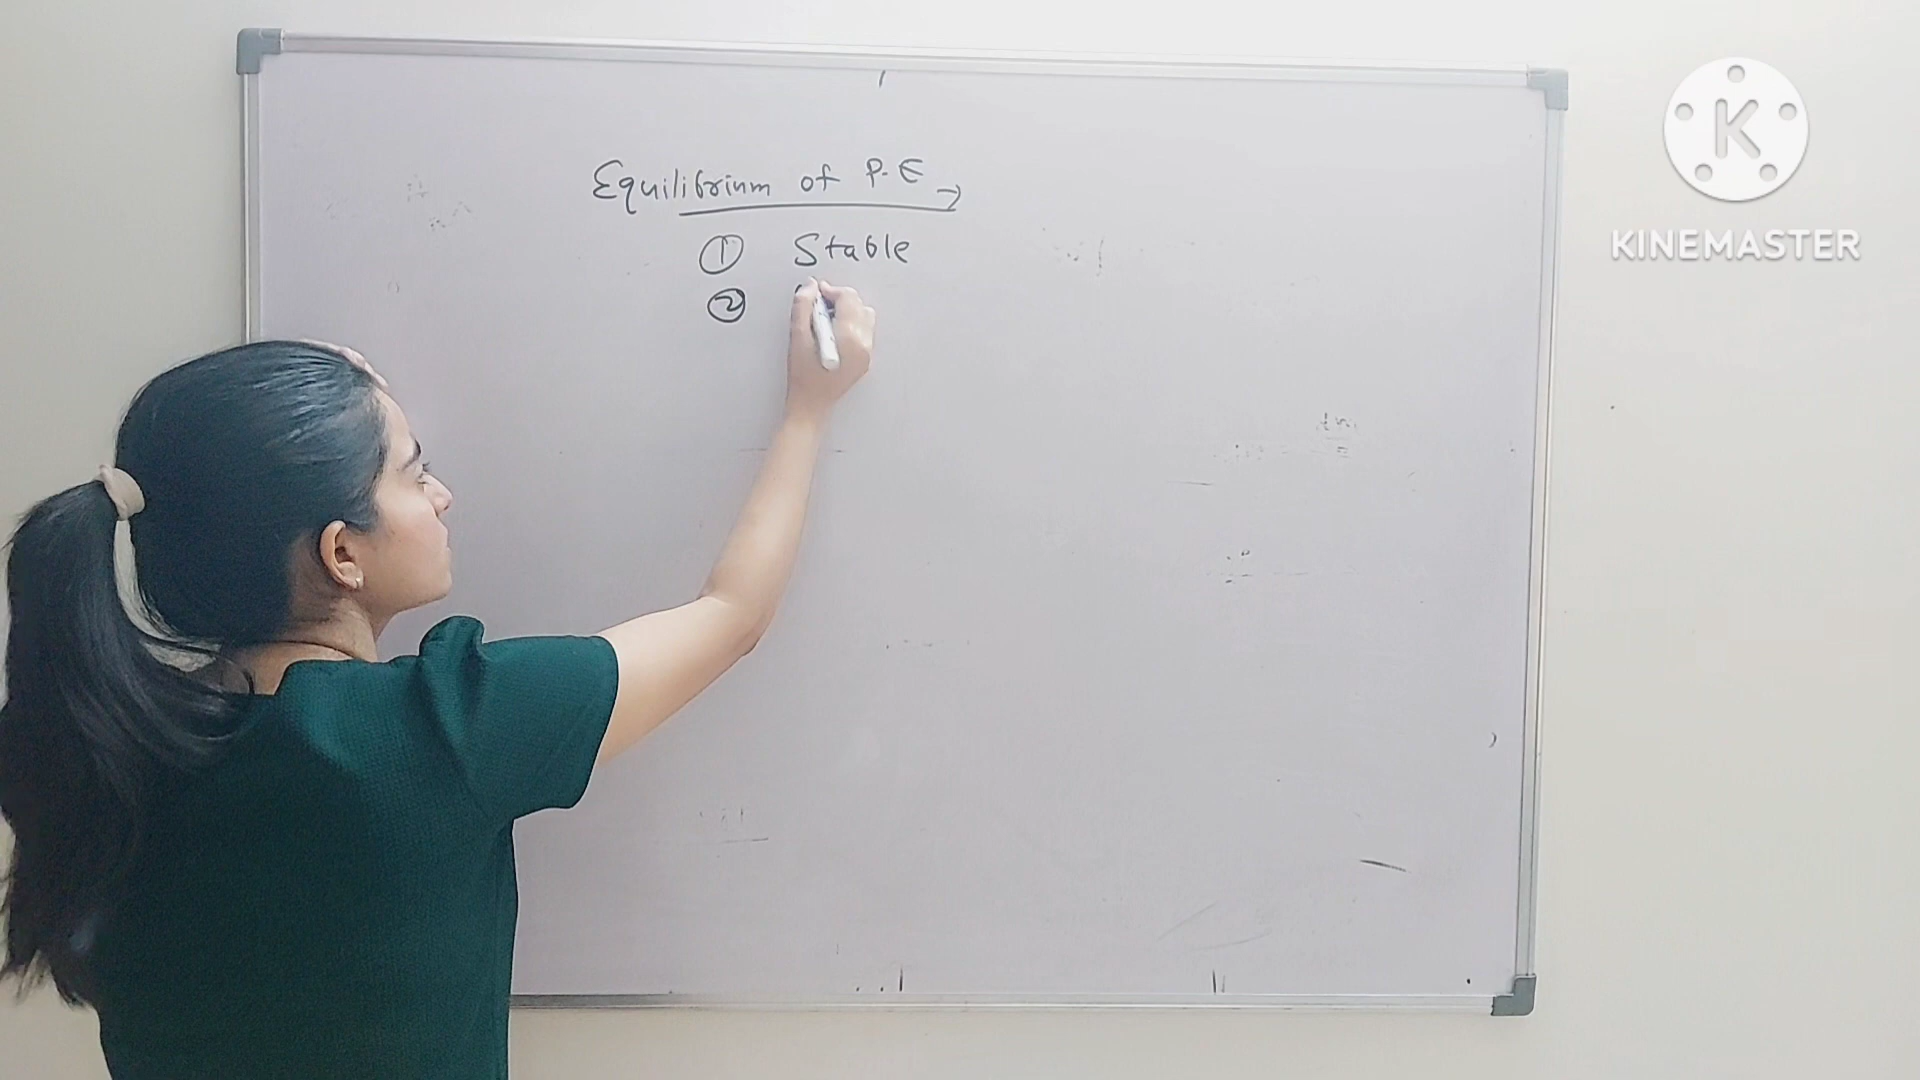 Equilibrium of P.E →
① Stable
②
K
KINEMASTER